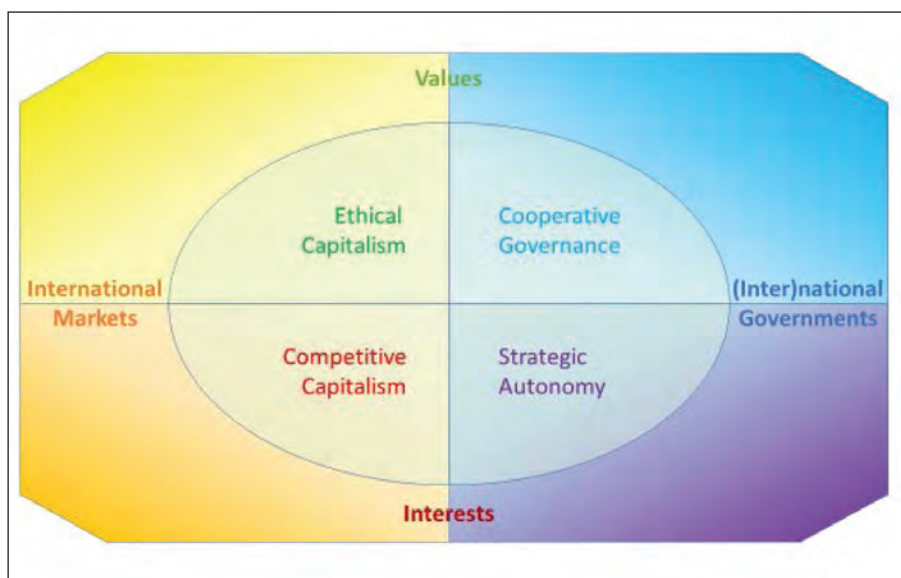 Values
Ethical
Capitalism
Cooperative
Governance
International
Markets
(Inter)national
Governments
Competitive
Capitalism
Strategic
Autonomy
Interests